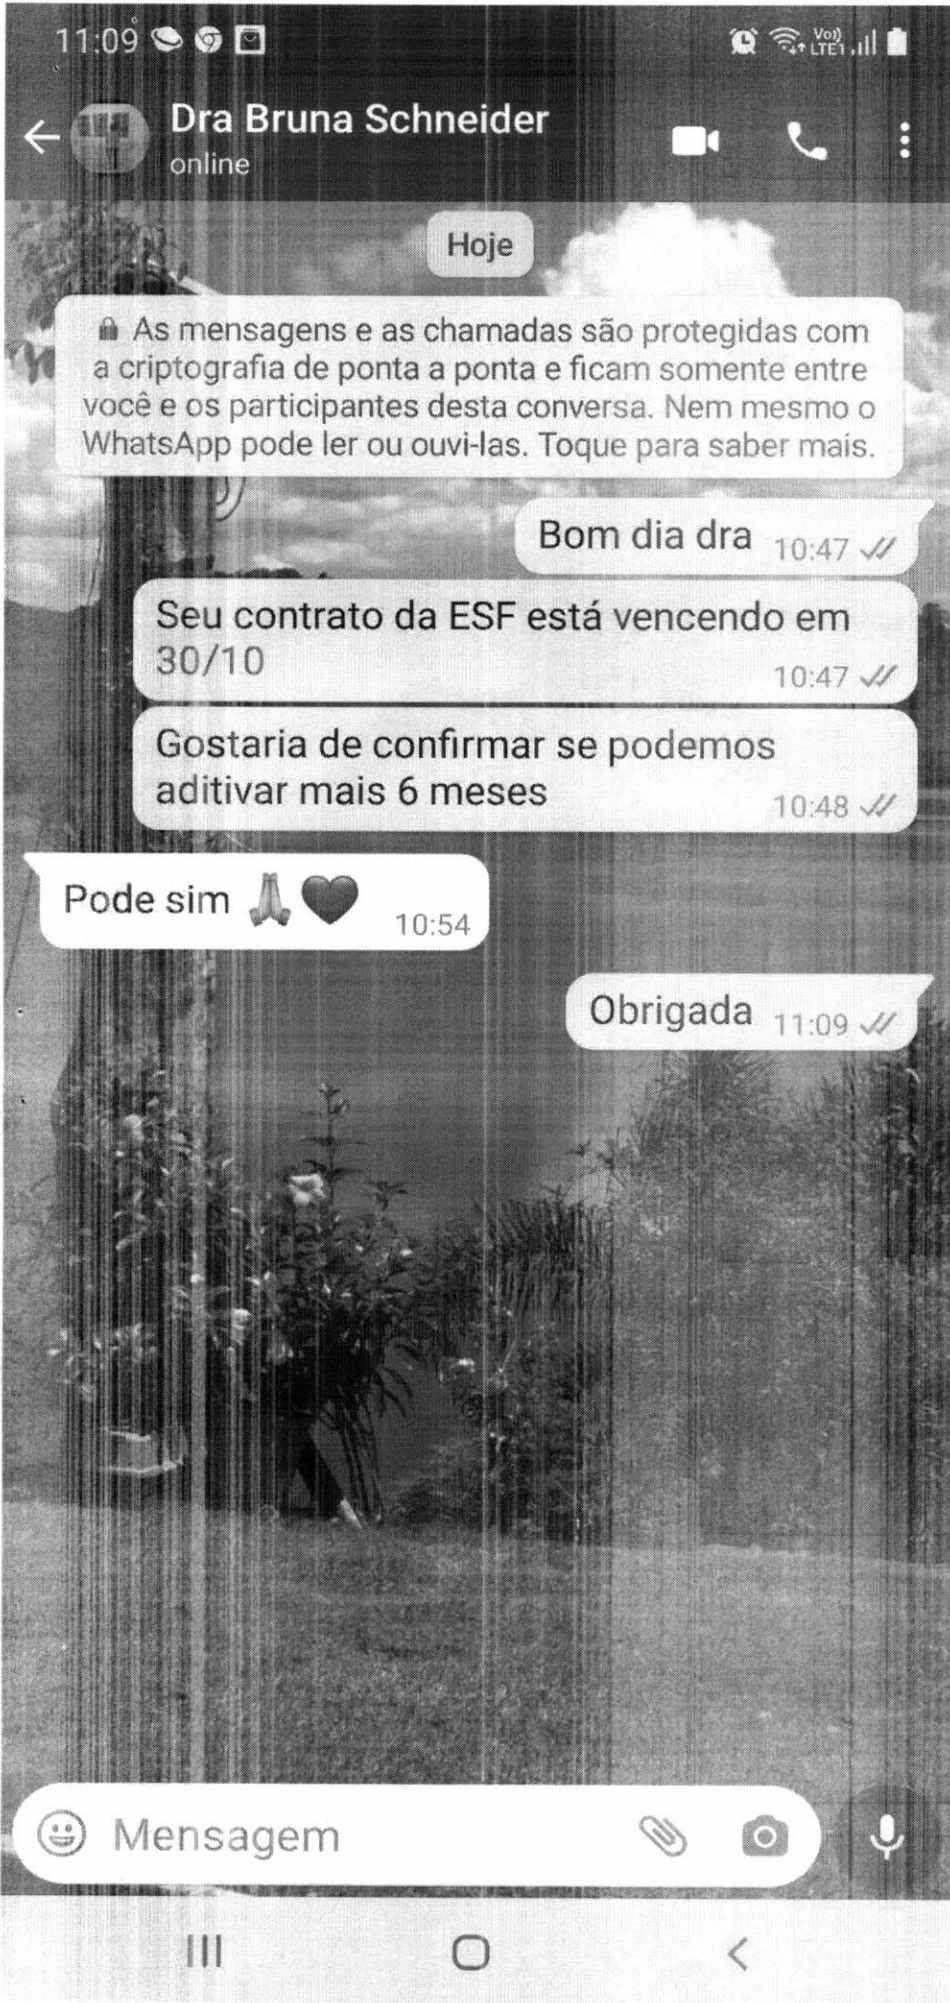 11:09
Vo)) LTE1
Dra Bruna Schneider
online
Hoje
As mensagens e as chamadas são protegidas com
a criptografia de ponta a ponta e ficam somente entre
você e os participantes desta conversa. Nem mesmo o
WhatsApp pode ler ou ouvi-las. Toque para saber mais.
Bom dia dra 10:47
Seu contrato da ESF está vencendo em
30/10 10:47
Gostaria de confirmar se podemos
aditivar mais 6 meses 10:48
Pode sim 🙏❤ 10:54
Obrigada 11:09
Mensagem